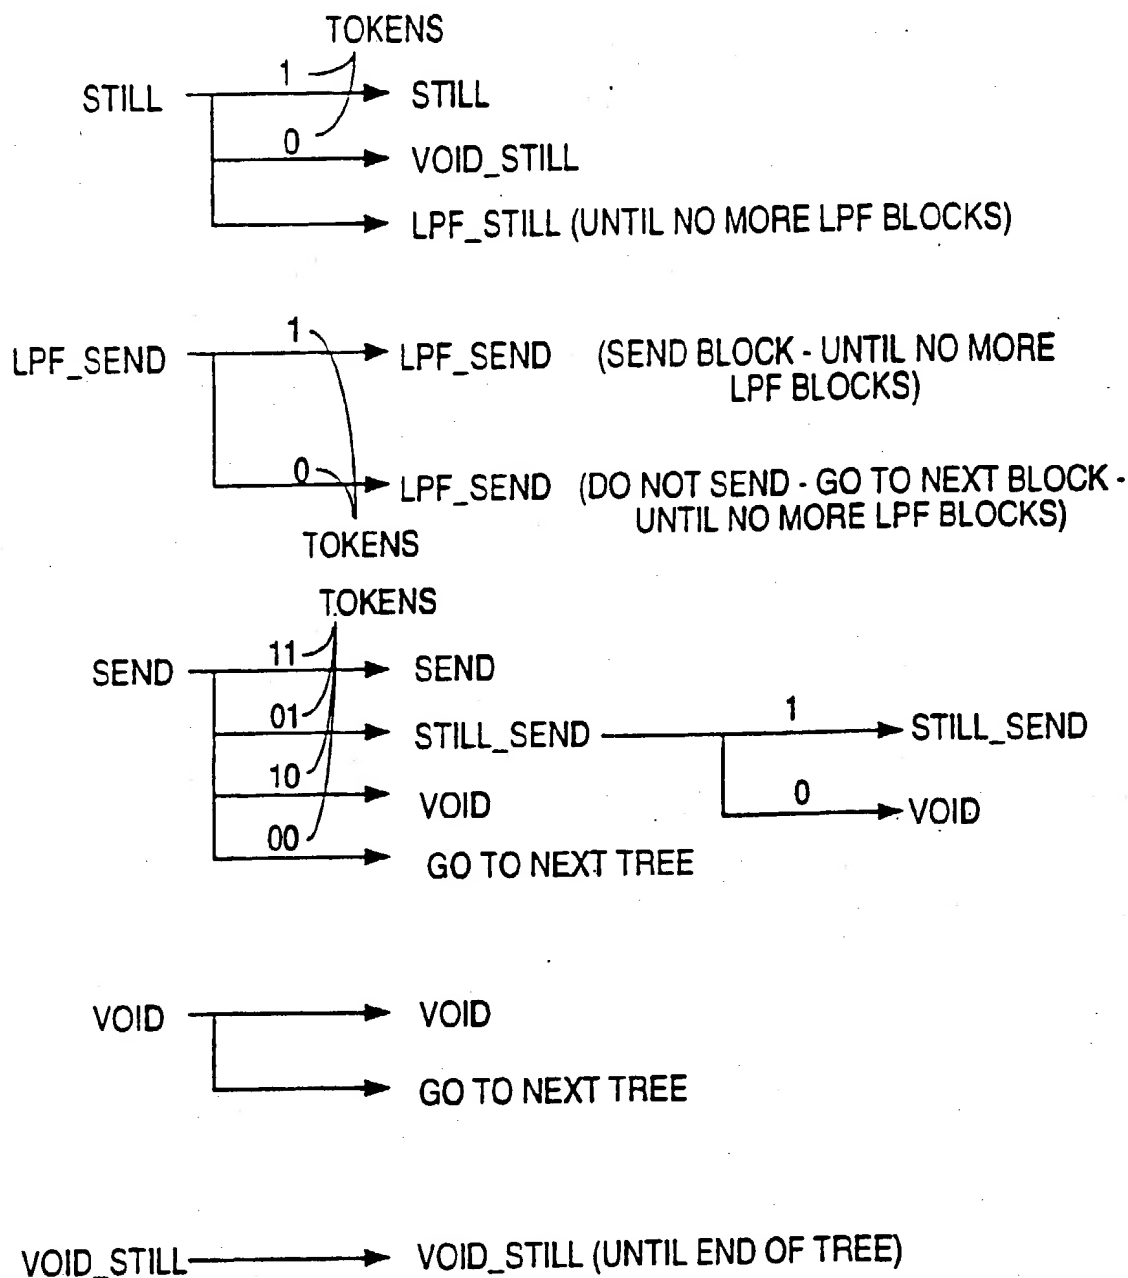 TOKENS
STILL 1 STILL
0 VOID_STILL
LPF_STILL (UNTIL NO MORE LPF BLOCKS)
LPF_SEND 1 LPF_SEND (SEND BLOCK - UNTIL NO MORE
LPF BLOCKS)
0 LPF_SEND (DO NOT SEND - GO TO NEXT BLOCK -
UNTIL NO MORE LPF BLOCKS)
TOKENS
TOKENS
SEND 11 SEND
01 STILL_SEND 1 STILL_SEND
10 VOID 0 VOID
00 GO TO NEXT TREE
VOID VOID
GO TO NEXT TREE
VOID_STILL VOID_STILL (UNTIL END OF TREE)